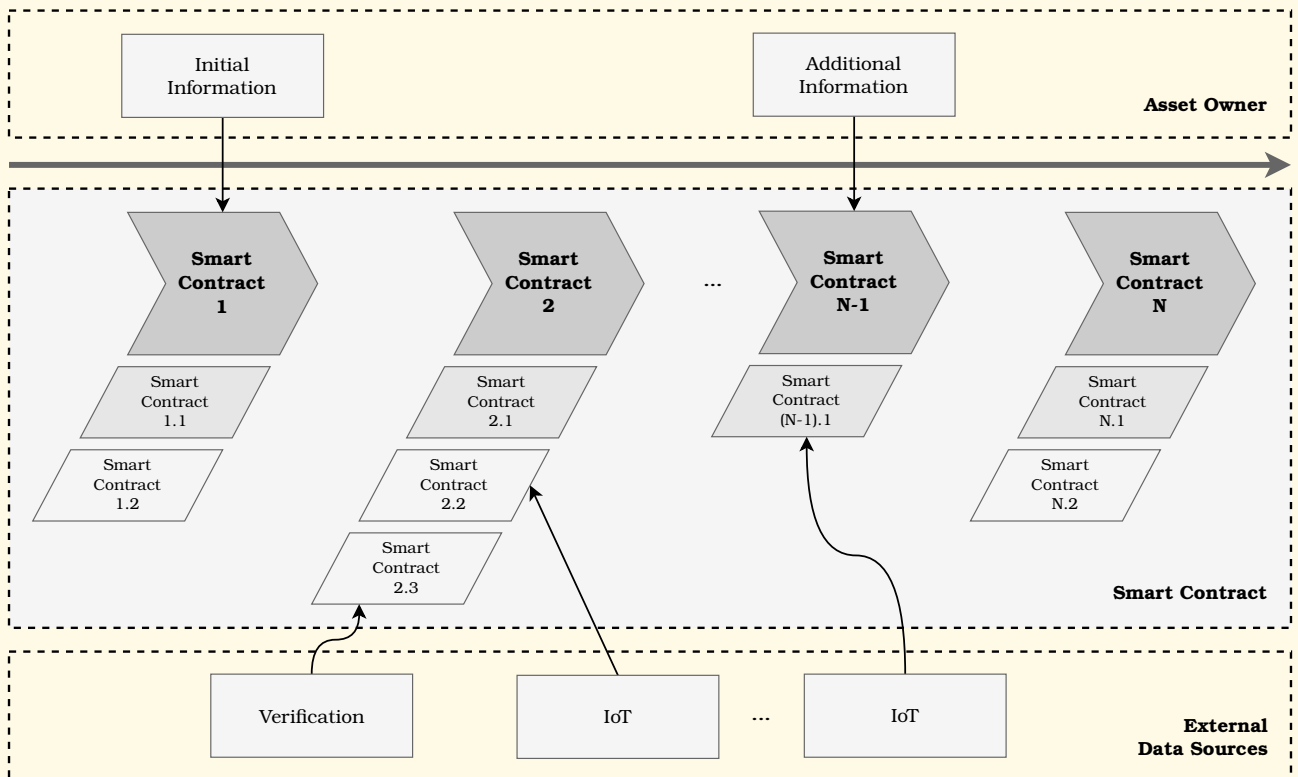 Initial
Information
Additional
Information
Asset Owner
Smart
Contract
1
Smart
Contract
2
...
Smart
Contract
N-1
Smart
Contract
N
Smart
Contract
1.1
Smart
Contract
2.1
Smart
Contract
(N-1).1
Smart
Contract
N.1
Smart
Contract
1.2
Smart
Contract
2.2
Smart
Contract
N.2
Smart
Contract
2.3
Smart Contract
Verification
IoT
...
IoT
External
Data Sources